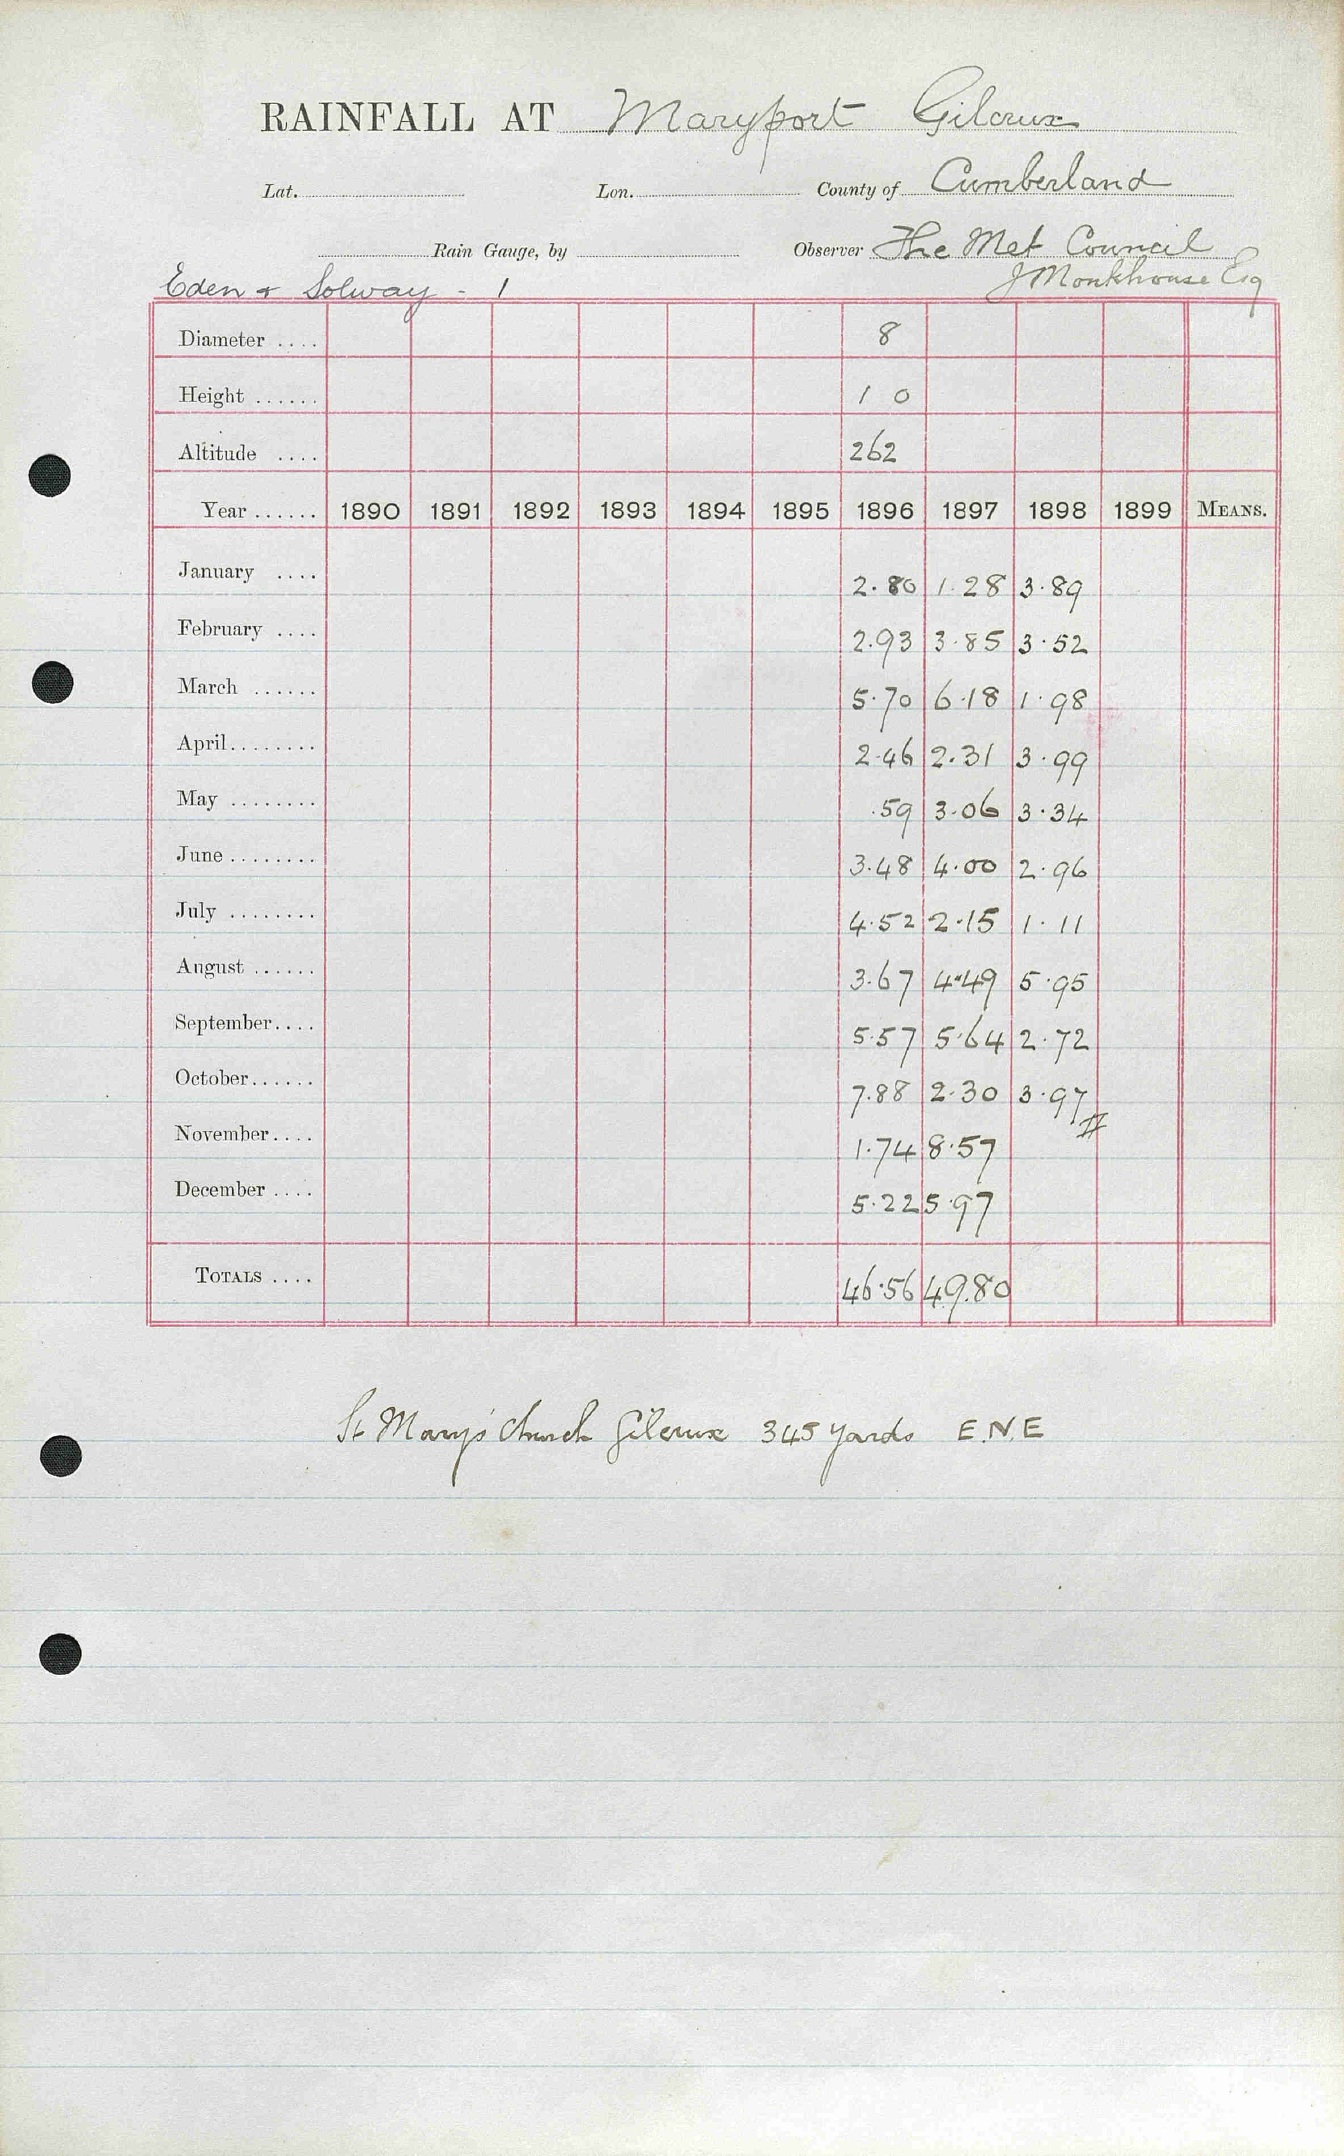 RAINFALL AT Maryport Gilcrux
Lat. Lon. County of Cumberland
Rain Gauge, by Observer The Met Council
Eden & Solway - 1 J Monkhouse Esq
Diameter .... 8
Height ...... 1 0
Altitude .... 262
Year ...... 1890 1891 1892 1893 1894 1895 1896 1897 1898 1899 MEANS.
January .... 2.80 1.28 3.89
February .... 2.93 3.85 3.52
March ...... 5.70 6.18 1.98
April........ 2.46 2.31 3.99
May ........ .59 3.06 3.34
June ........ 3.48 4.00 2.96
July ........ 4.52 2.15 1.11
August ...... 3.67 4.49 5.95
September.... 5.57 5.64 2.72
October...... 7.88 2.30 3.97
November.... 1.74 8.57 #
December .... 5.22 5.97
TOTALS .... 46.56 49.80
St Mary's Church Gilcrux 345 yards E.N.E